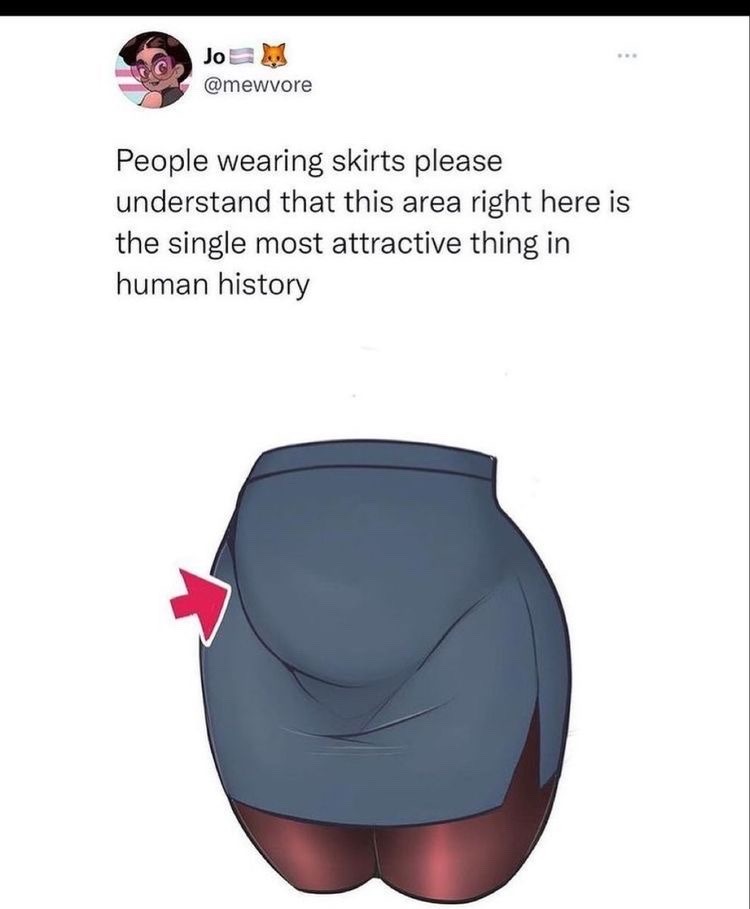 Jo
@mewvore
People wearing skirts please
understand that this area right here is
the single most attractive thing in
human history